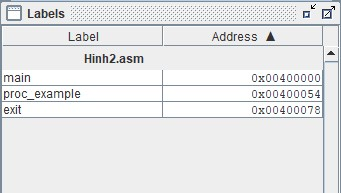 Labels
Label Address ▲
Hinh2.asm
main 0x00400000
proc_example 0x00400054
exit 0x00400078